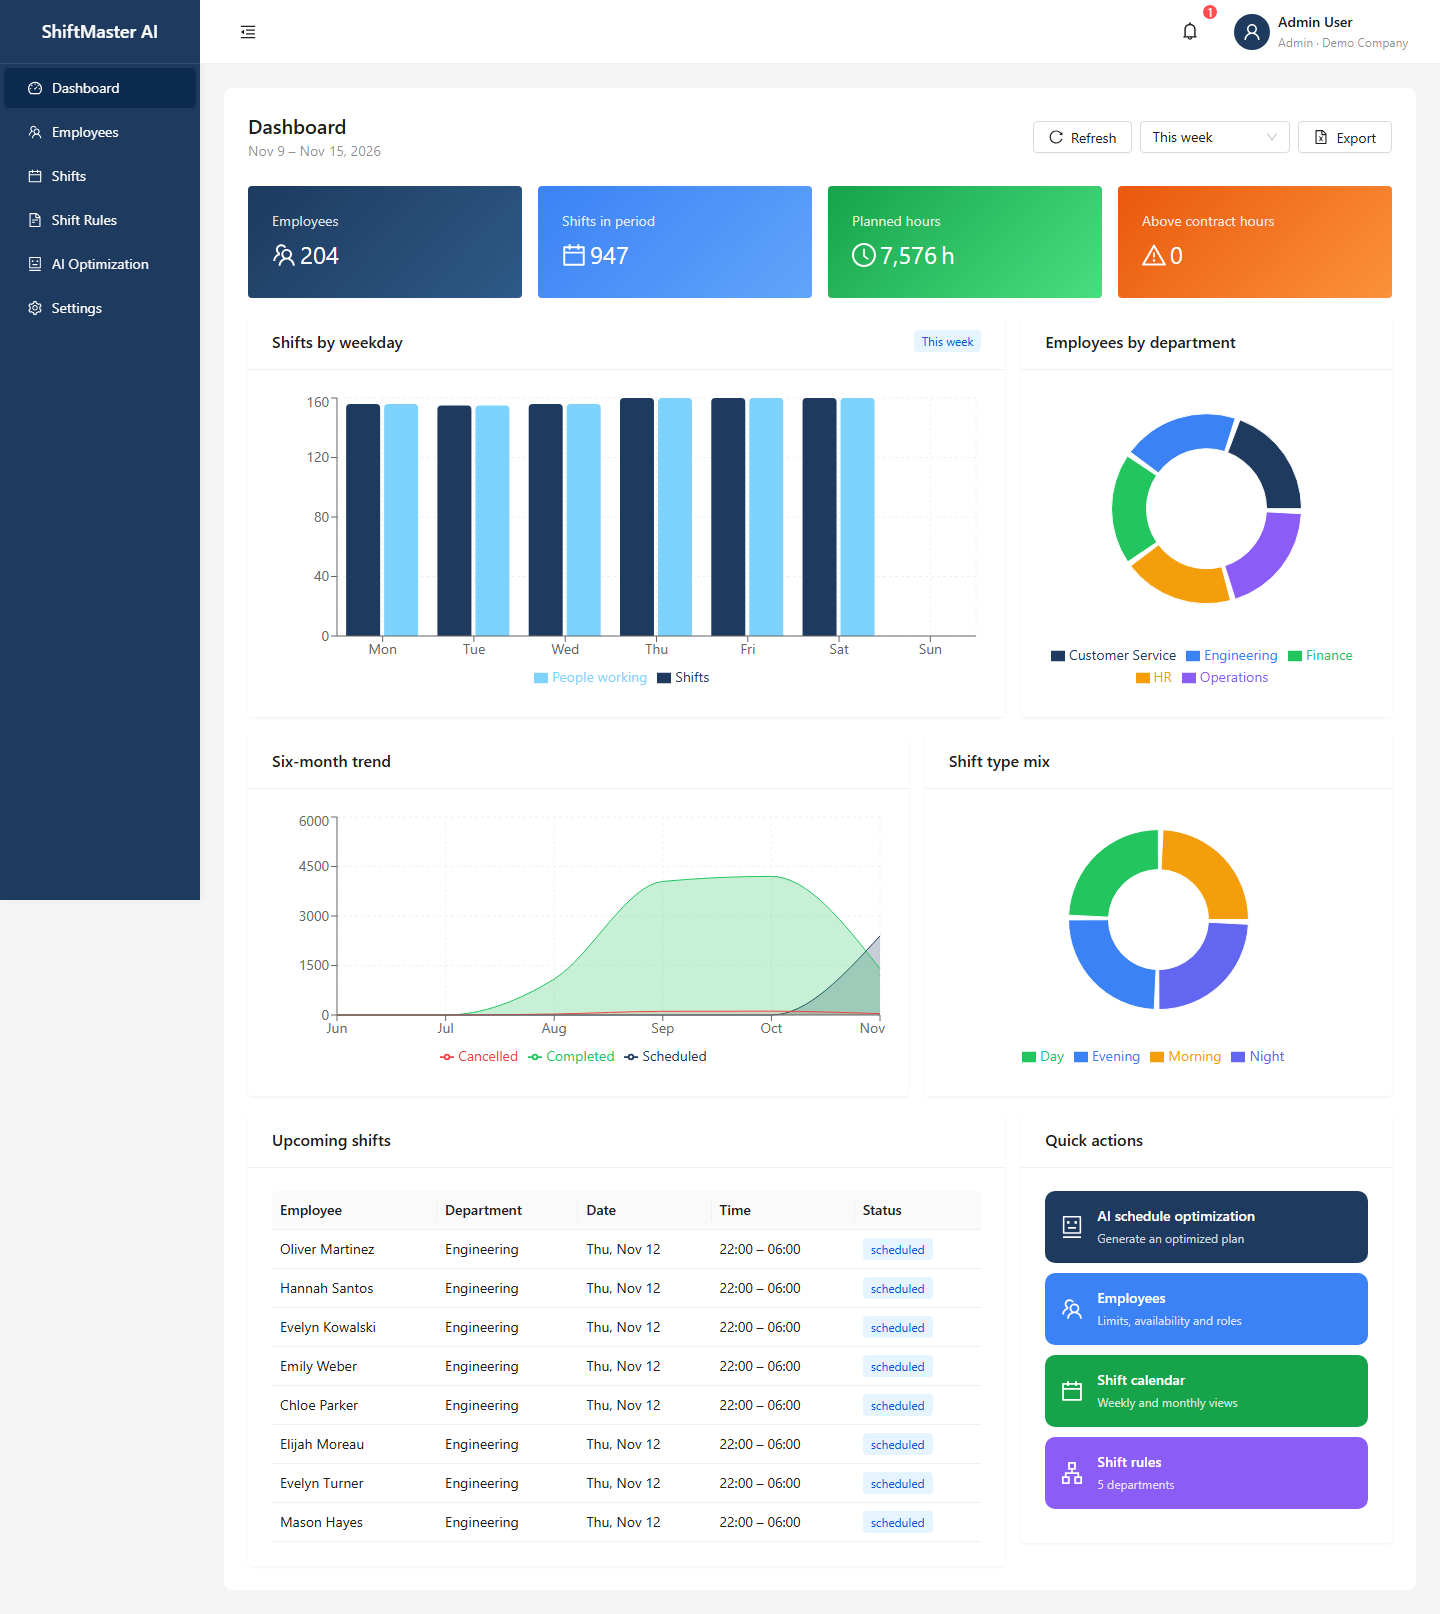 ShiftMaster AI
1
Admin User
Admin · Demo Company
Dashboard
Employees
Shifts
Shift Rules
AI Optimization
Settings
Dashboard
Nov 9 – Nov 15, 2026
Refresh
This week
Export
Employees
204
Shifts in period
947
Planned hours
7,576 h
Above contract hours
0
Shifts by weekday
This week
160
120
80
40
0
Mon Tue Wed Thu Fri Sat Sun
People working Shifts
Employees by department
Customer Service Engineering Finance
HR Operations
Six-month trend
6000
4500
3000
1500
0
Jun Jul Aug Sep Oct Nov
Cancelled Completed Scheduled
Shift type mix
Day Evening Morning Night
Upcoming shifts
Employee Department Date Time Status
Oliver Martinez Engineering Thu, Nov 12 22:00 – 06:00 scheduled
Hannah Santos Engineering Thu, Nov 12 22:00 – 06:00 scheduled
Evelyn Kowalski Engineering Thu, Nov 12 22:00 – 06:00 scheduled
Emily Weber Engineering Thu, Nov 12 22:00 – 06:00 scheduled
Chloe Parker Engineering Thu, Nov 12 22:00 – 06:00 scheduled
Elijah Moreau Engineering Thu, Nov 12 22:00 – 06:00 scheduled
Evelyn Turner Engineering Thu, Nov 12 22:00 – 06:00 scheduled
Mason Hayes Engineering Thu, Nov 12 22:00 – 06:00 scheduled
Quick actions
AI schedule optimization
Generate an optimized plan
Employees
Limits, availability and roles
Shift calendar
Weekly and monthly views
Shift rules
5 departments